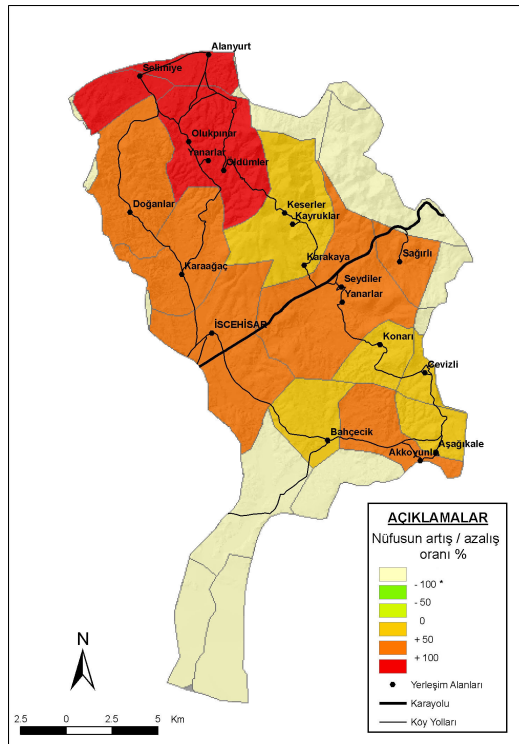 Alanyurt
Selimiye
Olukpınar
Yanarlar
Oldümler
Doğanlar
Keserler
Kayruklar
Karakaya
Sağırlı
Karaağaç
Seydiler
Yanarlar
İSCEHİSAR
Konarı
Cevizli
Bahçecik
Aşağıkale
Akkoyunlu
AÇIKLAMALAR
Nüfusun artış / azalış
oranı %
- 100 *
- 50
0
+ 50
+ 100
Yerleşim Alanları
Karayolu
Köy Yolları
N
2.5 0 2.5 5 Km